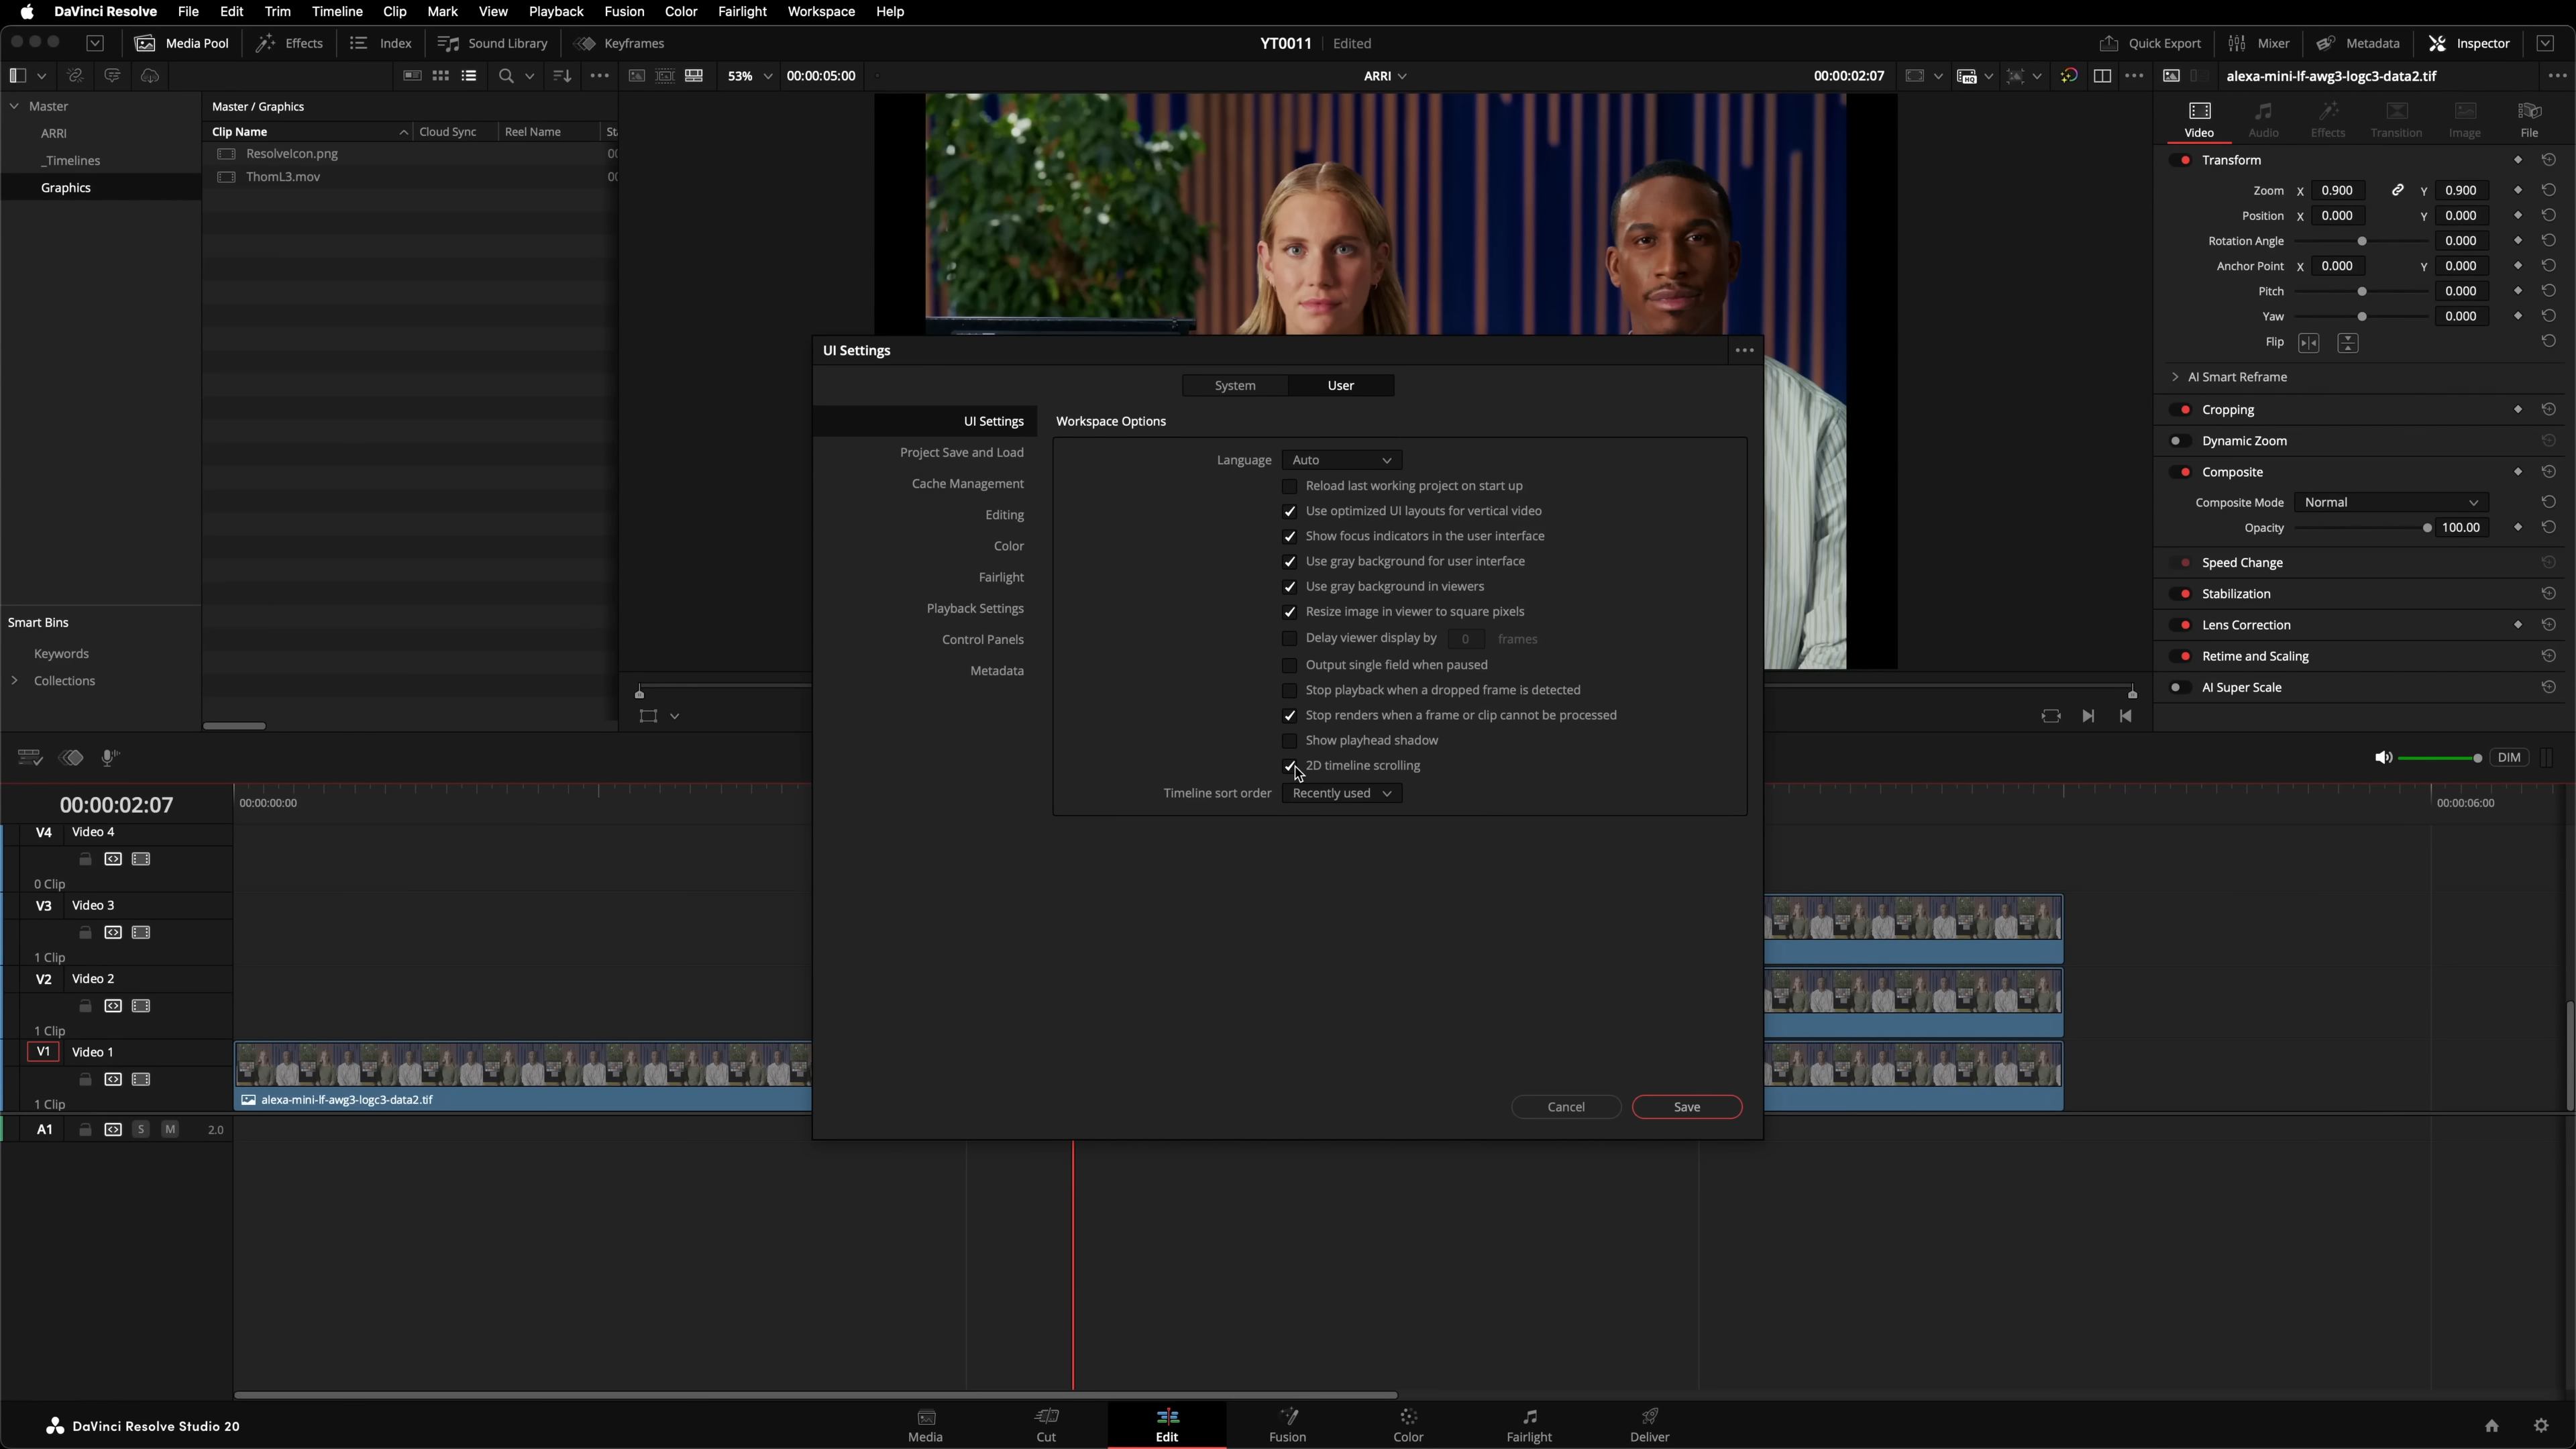 DaVinci Resolve File Edit Trim Timeline Clip Mark View Playback Fusion Color Fairlight Workspace Help
Media Pool Effects Index Sound Library Keyframes YT0011 Edited Quick Export Mixer Metadata Inspector
53% 00:00:05:00 ARRI 00:00:02:07 alexa-mini-lf-awg3-logc3-data2.tif
Master
ARRI
_Timelines
Graphics
Smart Bins
Keywords
Collections
Master / Graphics
Clip Name Cloud Sync Reel Name
ResolveIcon.png 00
ThomL3.mov 00
Video Audio Effects Transition Image File
Transform
Zoom X 0.900 Y 0.900
Position X 0.000 Y 0.000
Rotation Angle 0.000
Anchor Point X 0.000 Y 0.000
Pitch 0.000
Yaw 0.000
Flip
AI Smart Reframe
Cropping
Dynamic Zoom
Composite
Composite Mode Normal
Opacity 100.00
Speed Change
Stabilization
Lens Correction
Retime and Scaling
AI Super Scale
UI Settings
System User
UI Settings
Project Save and Load
Cache Management
Editing
Color
Fairlight
Playback Settings
Control Panels
Metadata
Workspace Options
Language Auto
Reload last working project on start up
Use optimized UI layouts for vertical video
Show focus indicators in the user interface
Use gray background for user interface
Use gray background in viewers
Resize image in viewer to square pixels
Delay viewer display by 0 frames
Output single field when paused
Stop playback when a dropped frame is detected
Stop renders when a frame or clip cannot be processed
Show playhead shadow
2D timeline scrolling
Timeline sort order Recently used
Cancel Save
DIM
00:00:02:07 00:00:00:00 00:00:06:00
V4 Video 4
0 Clip
V3 Video 3
1 Clip
V2 Video 2
1 Clip
V1 Video 1
1 Clip
alexa-mini-lf-awg3-logc3-data2.tif
A1 S M 2.0
DaVinci Resolve Studio 20
Media Cut Edit Fusion Color Fairlight Deliver